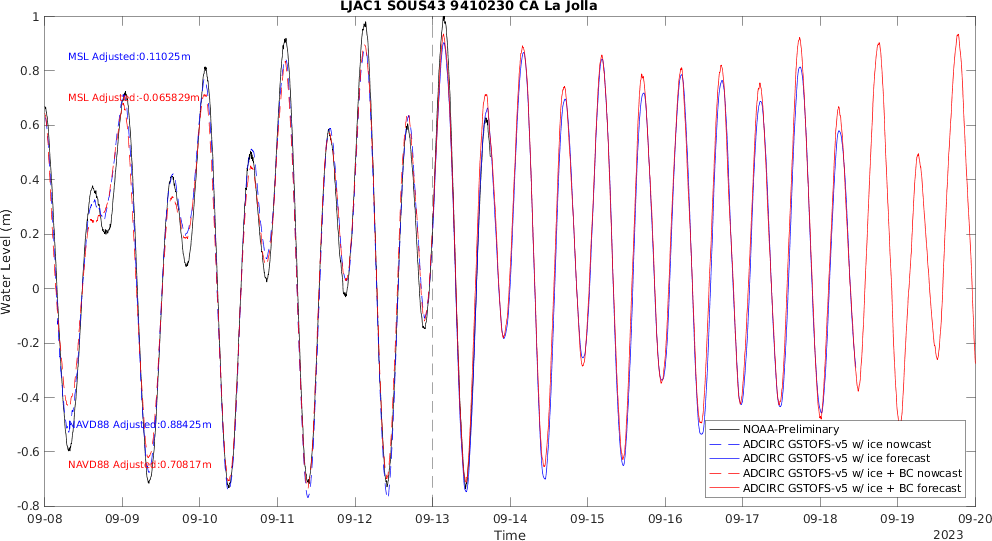 LJAC1 SOUS43 9410230 CA La Jolla
1
0.8
0.6
0.4
0.2
0
-0.2
-0.4
-0.6
-0.8
Water Level (m)
MSL Adjusted:0.11025m
MSL Adjusted:-0.065829m
NAVD88 Adjusted:0.88425m
NAVD88 Adjusted:0.70817m
NOAA-Preliminary
ADCIRC GSTOFS-v5 w/ ice nowcast
ADCIRC GSTOFS-v5 w/ ice forecast
ADCIRC GSTOFS-v5 w/ ice + BC nowcast
ADCIRC GSTOFS-v5 w/ ice + BC forecast
09-08 09-09 09-10 09-11 09-12 09-13 09-14 09-15 09-16 09-17 09-18 09-19 09-20
Time
2023